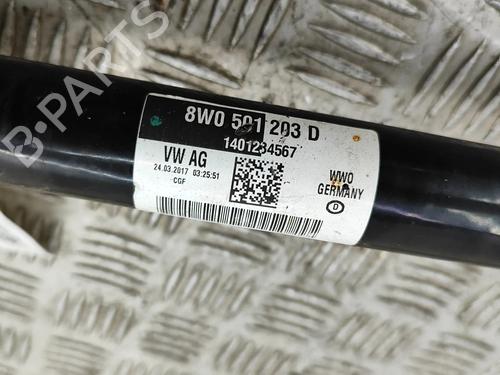 8W0 501 203 D
1401234567
VW AG
24.03.2017 03:25:51
CGF
WWO
GERMANY
D
B-PARTS